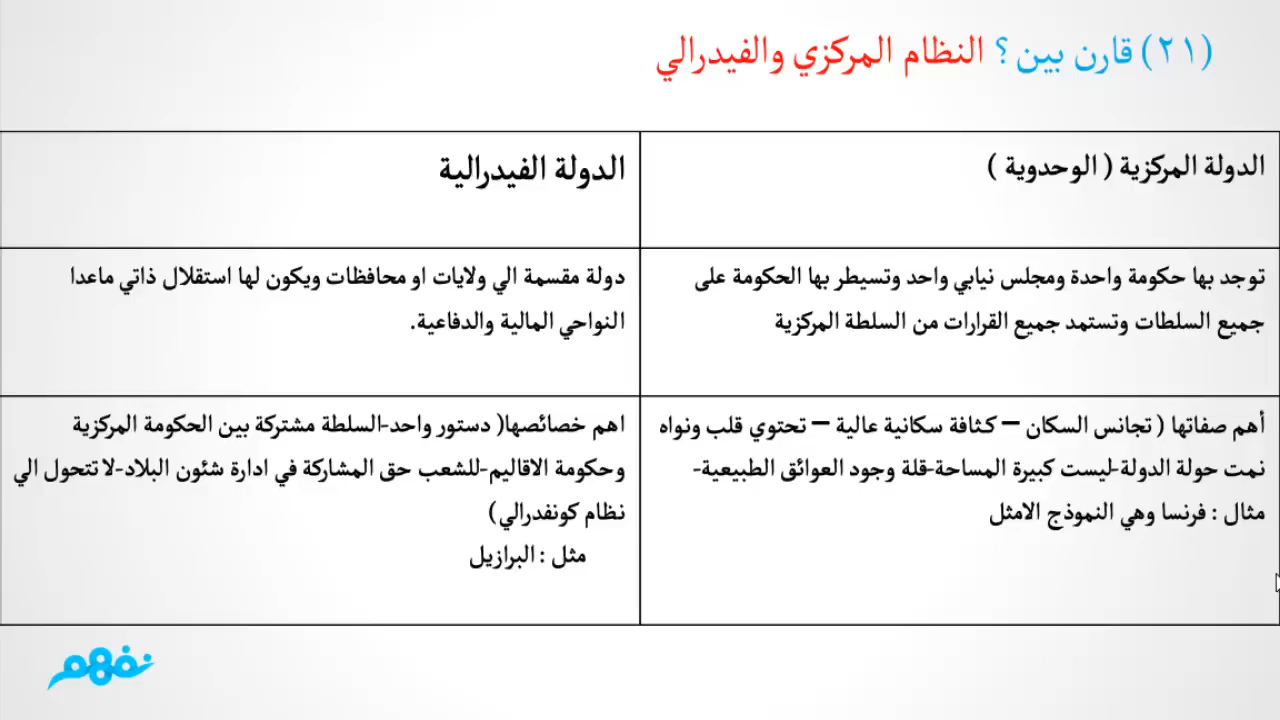 (٢١) قارن بين ؟ النظام المركزي والفيدرالي
الدولة المركزية ( الوحدوية )
الدولة الفيدرالية
توجد بها حكومة واحدة ومجلس نيابي واحد وتسيطر بها الحكومة على
جميع السلطات وتستمد جميع القرارات من السلطة المركزية
دولة مقسمة الي ولايات او محافظات ويكون لها استقلال ذاتي ماعدا
النواحي المالية والدفاعية.
أهم صفاتها ( تجانس السكان – كثافة سكانية عالية – تحتوي قلب ونواه
نمت حولة الدولة-ليست كبيرة المساحة-قلة وجود العوائق الطبيعية-
مثال : فرنسا وهي النموذج الامثل
اهم خصائصها( دستور واحد-السلطة مشتركة بين الحكومة المركزية
وحكومة الاقاليم-للشعب حق المشاركة في ادارة شئون البلاد-لا تتحول الي
نظام كونفدرالي)
مثل : البرازيل
نفهم